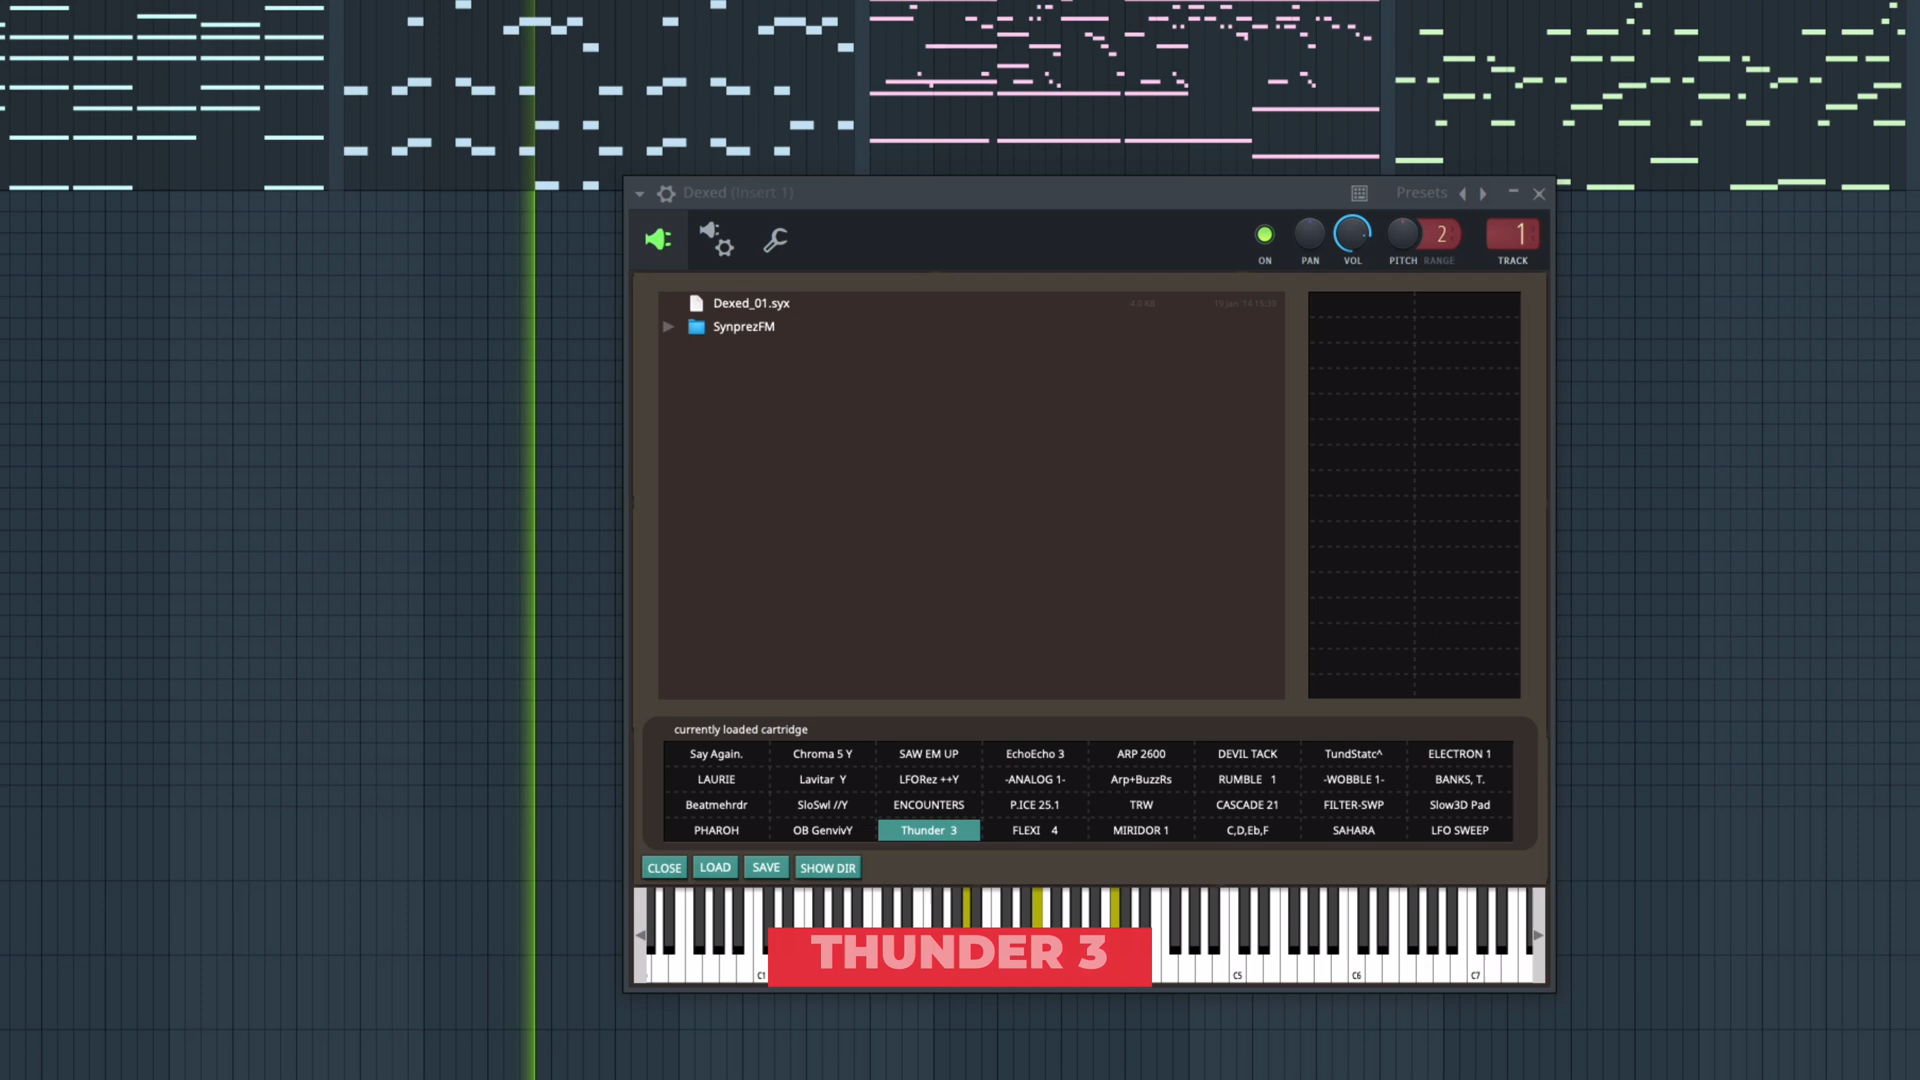 Dexed (Insert 1)
Presets
2
1
ON
PAN
VOL
PITCH RANGE
TRACK
Dexed_01.syx 4.0 KB
SynprezFM
currently loaded cartridge
Say Again. Chroma 5 Y SAW EM UP EchoEcho 3 ARP 2600 DEVIL TACK TundStatc^ ELECTRON 1
LAURIE Lavitar Y LFORez ++Y -ANALOG 1- Arp+BuzzRs RUMBLE 1 -WOBBLE 1- BANKS, T.
Beatmehrdr SloSwl //Y ENCOUNTERS P.ICE 25.1 TRW CASCADE 21 FILTER-SWP Slow3D Pad
PHAROH OB GenvivY Thunder 3 FLEXI 4 MIRIDOR 1 C,D,Eb,F SAHARA LFO SWEEP
CLOSE LOAD SAVE SHOW DIR
THUNDER 3
C1 C5 C6 C7